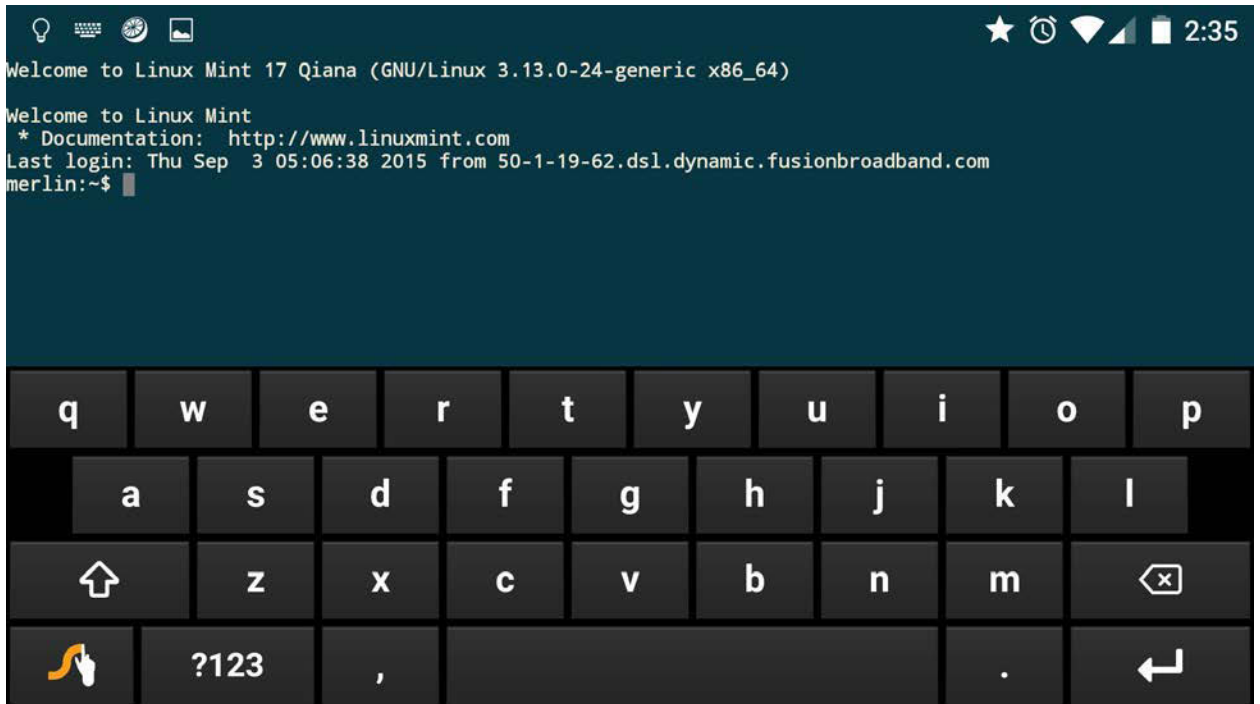 2:35
Welcome to Linux Mint 17 Qiana (GNU/Linux 3.13.0-24-generic x86_64)
Welcome to Linux Mint
 * Documentation:  http://www.linuxmint.com
Last login: Thu Sep  3 05:06:38 2015 from 50-1-19-62.dsl.dynamic.fusionbroadband.com
merlin:~$
q w e r t y u i o p
a s d f g h j k l
z x c v b n m
?123 , .